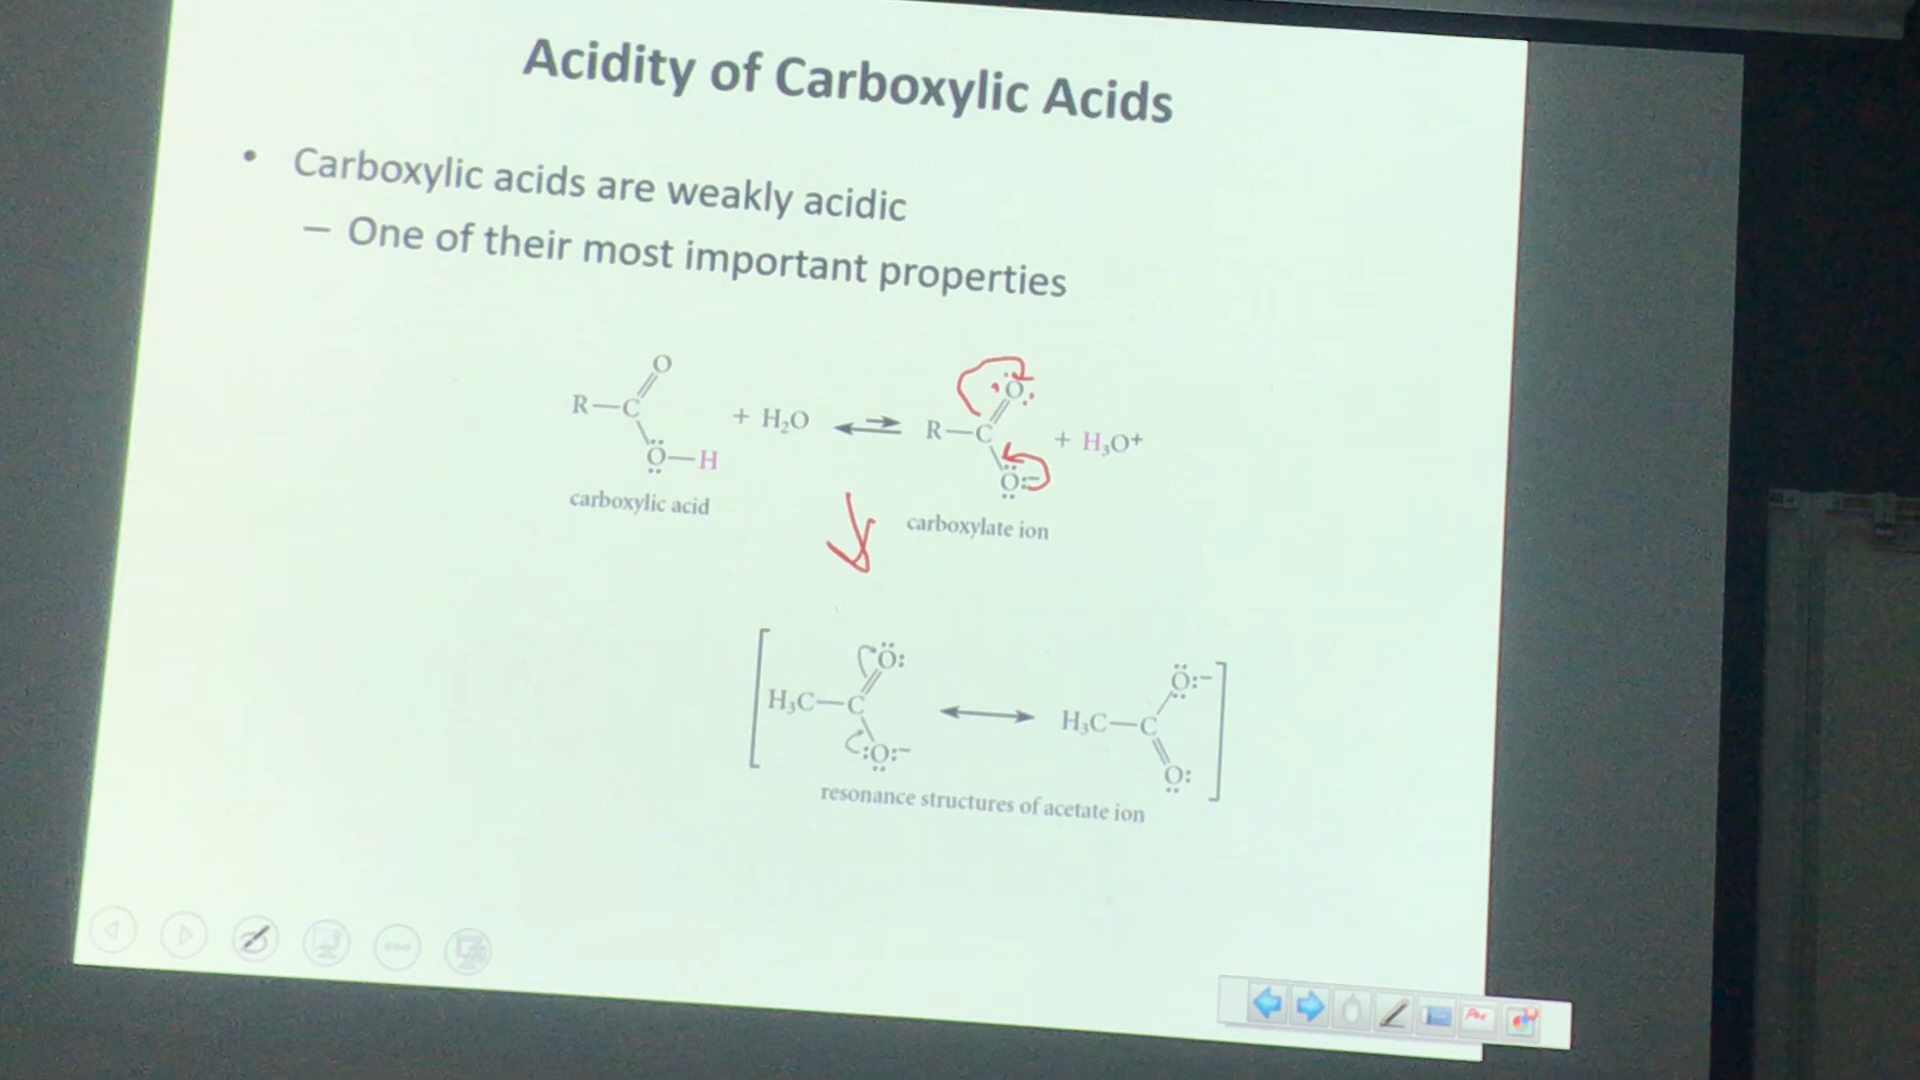 Acidity of Carboxylic Acids
• Carboxylic acids are weakly acidic
– One of their most important properties
O
R—C
O—H
+ H₂O
carboxylic acid
O
R—C
O:⁻
+ H₃O⁺
carboxylate ion
O:
H₃C—C
:O:⁻
O:⁻
H₃C—C
O:
resonance structures of acetate ion